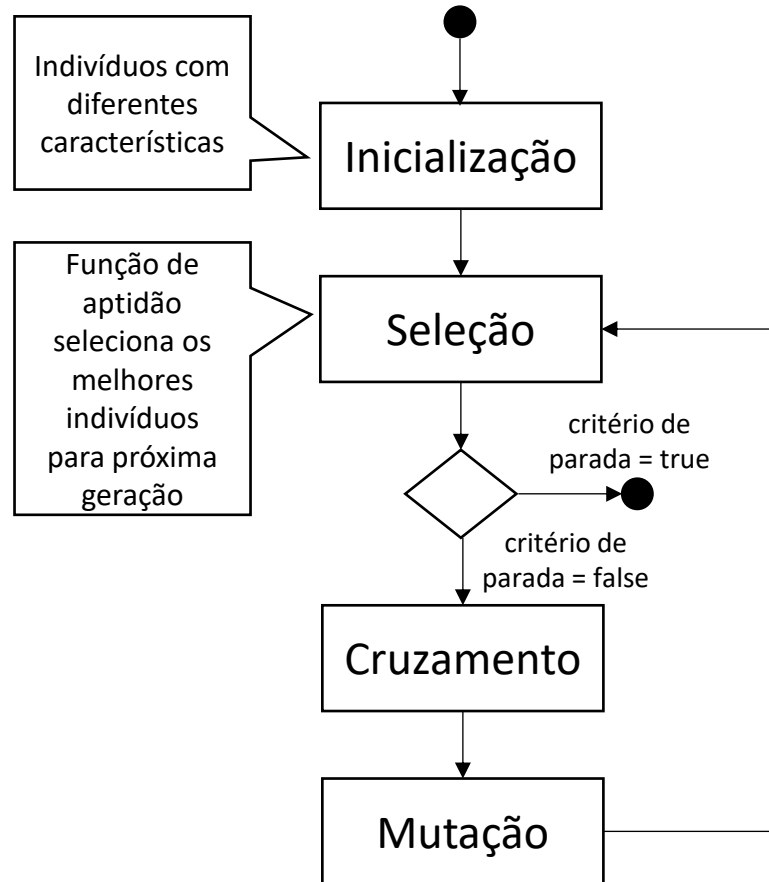 Indivíduos com
diferentes
características
Inicialização
Função de
aptidão
seleciona os
melhores
indivíduos
para próxima
geração
Seleção
critério de
parada = true
critério de
parada = false
Cruzamento
Mutação